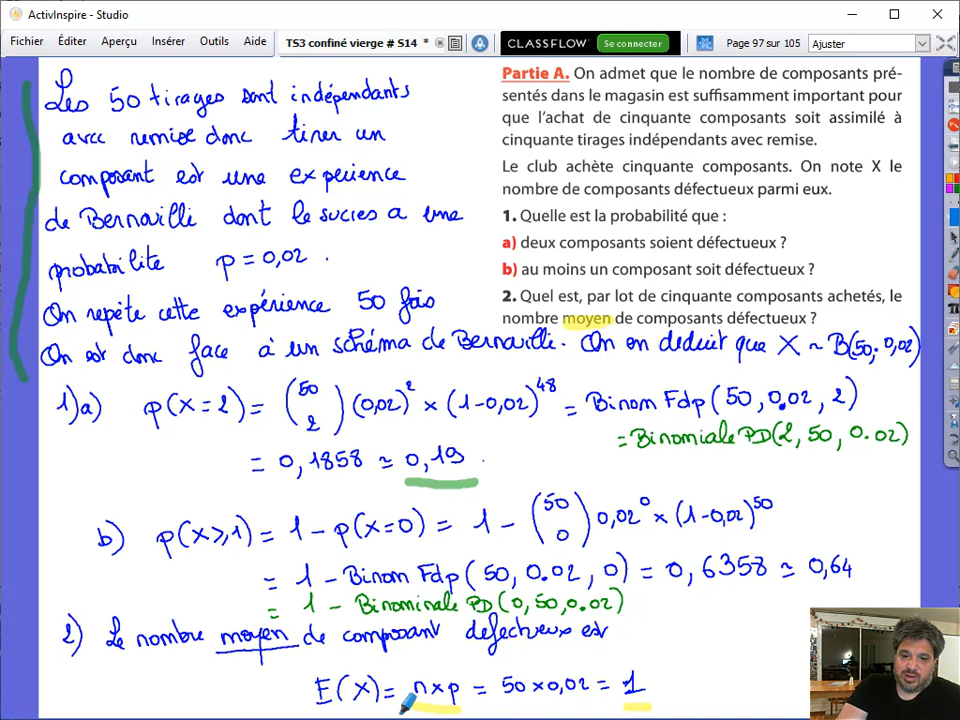 ActivInspire - Studio
Fichier Éditer Aperçu Insérer Outils Aide
TS3 confiné vierge # S14 *
CLASSFLOW Se connecter
Page 97 sur 105
Ajuster
Partie A. On admet que le nombre de composants pré-
sentés dans le magasin est suffisamment important pour
que l'achat de cinquante composants soit assimilé à
cinquante tirages indépendants avec remise.
Le club achète cinquante composants. On note X le
nombre de composants défectueux parmi eux.
1. Quelle est la probabilité que :
a) deux composants soient défectueux ?
b) au moins un composant soit défectueux ?
2. Quel est, par lot de cinquante composants achetés, le
nombre moyen de composants défectueux ?
Les 50 tirages sont indépendants
avec remise donc tirer un
composant est une expérience
de Bernouilli dont le succès a une
probabilité p = 0,02 .
On repète cette expérience 50 fois
On est donc face à un schéma de Bernouilli. On en déduit que X ~ B(50; 0,02)
1)a) p(X=2) = (50 2) (0,02)² × (1-0,02)⁴⁸ = Binom Fdp (50, 0.02, 2)
= Binomiale PD(2, 50, 0.02)
= 0,1858 ≃ 0,19 .
b) p(X⩾1) = 1 - p(X=0) = 1 - (50 0) 0,02⁰ × (1-0,02)⁵⁰
= 1 - Binom Fdp (50, 0.02, 0) = 0,6358 ≃ 0,64
= 1 - Binominale PD(0, 50, 0.02)
2) Le nombre moyen de composant défectueux est
E(X) = n×p = 50×0,02 = 1